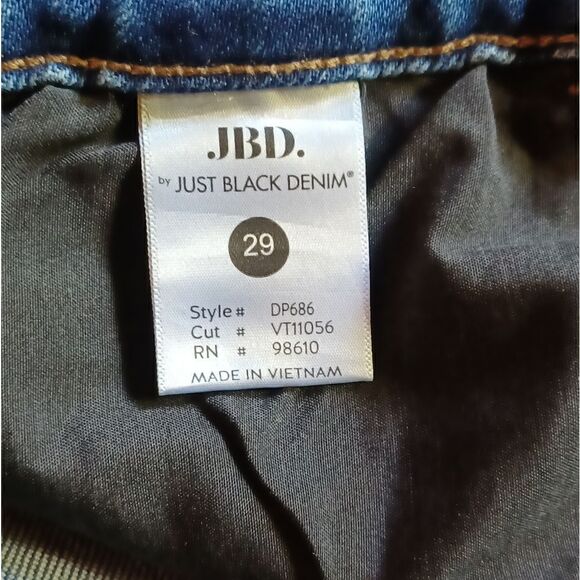 JBD.
by JUST BLACK DENIM®
29
Style # DP686
Cut # VT11056
RN # 98610
MADE IN VIETNAM